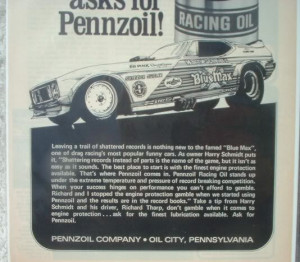 asks for
Pennzoil!
RACING OIL
Blue Max
Leaving a trail of shattered records is nothing new to the famed "Blue Max",
one of drag racing's most popular funny cars. As owner Harry Schmidt puts
it, "Shattering records instead of parts is the name of the game, but it isn't as
easy as it sounds. The best place to start is with the finest engine protection
available. That's where Pennzoil comes in. Pennzoil Racing Oil stands up
under the extreme temperature and pressure of record breaking competition.
When your success hinges on performance you can't afford to gamble.
Richard and I stopped the engine protection gamble when we started using
Pennzoil and the results are in the record books." Take a tip from Harry
Schmidt and his driver, Richard Tharp, don't gamble when it comes to
engine protection . . . ask for the finest lubrication available. Ask for
Pennzoil.
PENNZOIL COMPANY • OIL CITY, PENNSYLVANIA